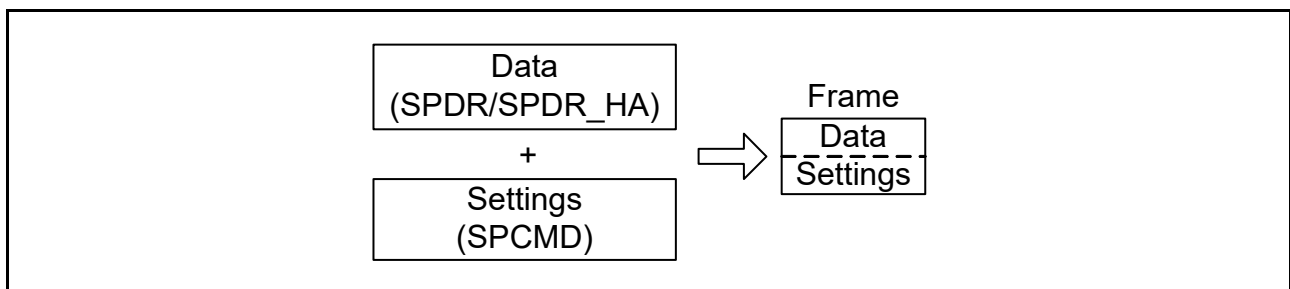 Data
(SPDR/SPDR_HA)
+
Settings
(SPCMD)
Frame
Data
Settings